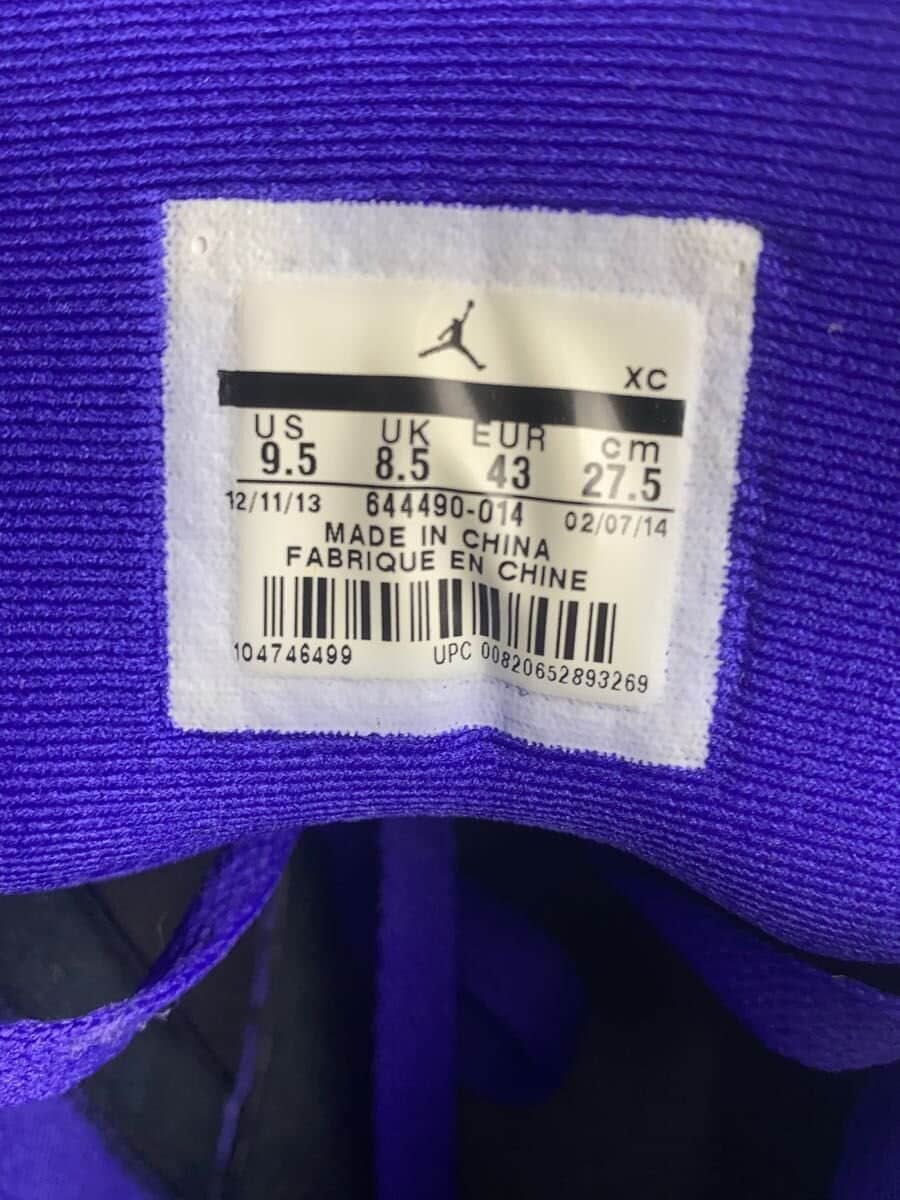 XC
US UK EUR cm
9.5 8.5 43 27.5
12/11/13 644490-014 02/07/14
MADE IN CHINA
FABRIQUE EN CHINE
104746499 UPC 00820652893269